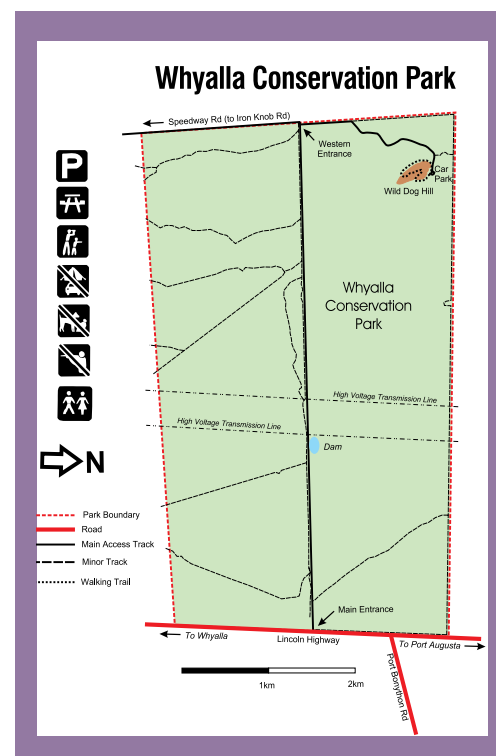 Whyalla Conservation Park
Speedway Rd (to Iron Knob Rd)
Western
Entrance
Car
Park
Wild Dog Hill
P
Whyalla
Conservation
Park
High Voltage Transmission Line
High Voltage Transmission Line
Dam
N
Park Boundary
Road
Main Access Track
Minor Track
Walking Trail
Main Entrance
To Whyalla
Lincoln Highway
To Port Augusta
Port Bonython Rd
1km
2km